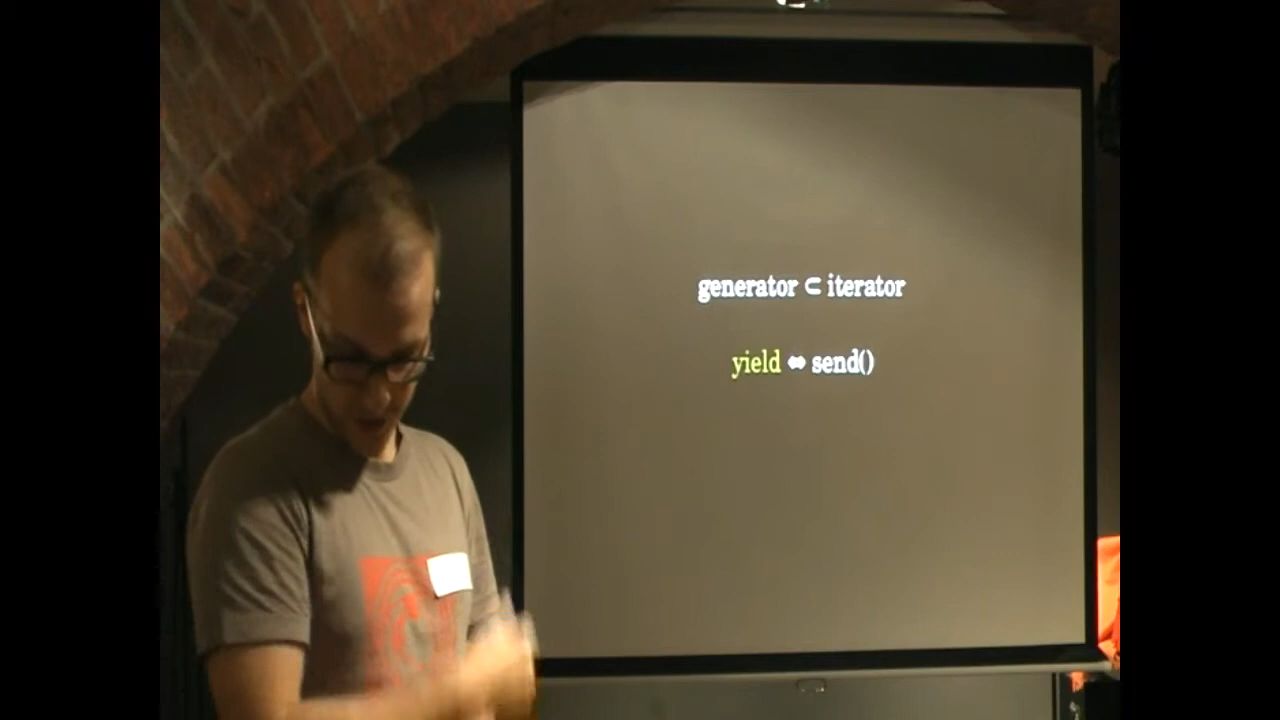 generator ⊂ iterator
yield ⇔ send()